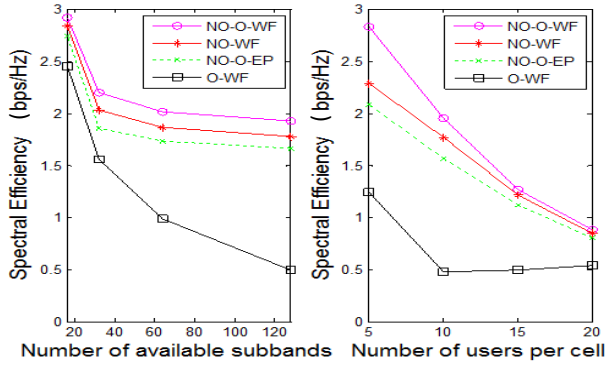 3
2.5
2
1.5
1
0.5
0
20 40 60 80 100 120
Spectral Efficiency (bps/Hz)
Number of available subbands
NO-O-WF
NO-WF
NO-O-EP
O-WF
3
2.5
2
1.5
1
0.5
0
5 10 15 20
Spectral Efficiency (bps/Hz)
Number of users per cell
NO-O-WF
NO-WF
NO-O-EP
O-WF